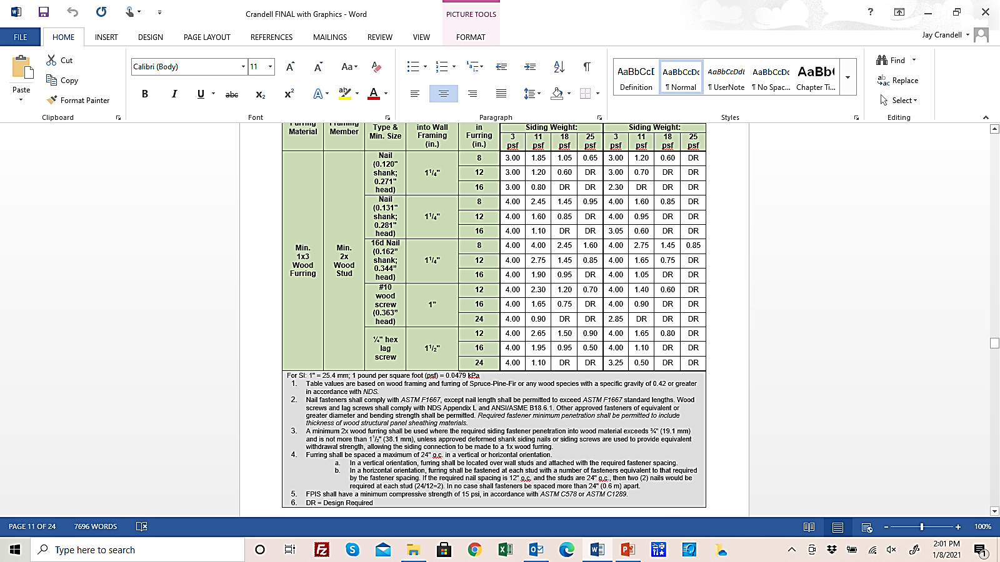 Crandell FINAL with Graphics - Word
PICTURE TOOLS
?
FILE
HOME
INSERT
DESIGN
PAGE LAYOUT
REFERENCES
MAILINGS
REVIEW
VIEW
FORMAT
Jay Crandell
Paste
Cut
Copy
Format Painter
Clipboard
Calibri (Body)
11
Font
Paragraph
AaBbCcI AaBbCcDc AaBbCcDdI AaBbCcDc AaBb(
Definition ¶ Normal ¶ UserNote ¶ No Spac... Chapter Ti...
Styles
Find
Replace
Select
Editing
Furring Framing Type & into Wall in Siding Weight: Siding Weight:
Material Member Min. Size Framing Furring 3 11 18 25 3 11 18 25
(in.) (in.) psf psf psf psf psf psf psf psf
Min.
1x3
Wood
Furring
Min.
2x
Wood
Stud
Nail
(0.120"
shank;
0.271"
head)
1¹/₄"
8 3.00 1.85 1.05 0.65 3.00 1.20 0.60 DR
12 3.00 1.20 0.60 DR 3.00 0.70 DR DR
16 3.00 0.80 DR DR 2.30 DR DR DR
Nail
(0.131"
shank;
0.281"
head)
1¹/₄"
8 4.00 2.45 1.45 0.95 4.00 1.60 0.85 DR
12 4.00 1.60 0.85 DR 4.00 0.95 DR DR
16 4.00 1.10 DR DR 3.05 0.60 DR DR
16d Nail
(0.162”
shank;
0.344”
head)
1¹/₄"
8 4.00 4.00 2.45 1.60 4.00 2.75 1.45 0.85
12 4.00 2.75 1.45 0.85 4.00 1.65 0.75 DR
16 4.00 1.90 0.95 DR 4.00 1.05 DR DR
#10
wood
screw
(0.363”
head)
1"
12 4.00 2.30 1.20 0.70 4.00 1.40 0.60 DR
16 4.00 1.65 0.75 DR 4.00 0.90 DR DR
24 4.00 0.90 DR DR 2.85 DR DR DR
¼" hex
lag
screw
1¹/₂"
12 4.00 2.65 1.50 0.90 4.00 1.65 0.80 DR
16 4.00 1.95 0.95 0.50 4.00 1.10 DR DR
24 4.00 1.10 DR DR 3.25 0.50 DR DR
For SI: 1" = 25.4 mm; 1 pound per square foot (psf) = 0.0479 kPa
1. Table values are based on wood framing and furring of Spruce-Pine-Fir or any wood species with a specific gravity of 0.42 or greater
in accordance with NDS.
2. Nail fasteners shall comply with ASTM F1667, except nail length shall be permitted to exceed ASTM F1667 standard lengths. Wood
screws and lag screws shall comply with NDS Appendix L and ANSI/ASME B18.6.1. Other approved fasteners of equivalent or
greater diameter and bending strength shall be permitted. Required fastener minimum penetration shall be permitted to include
thickness of wood structural panel sheathing materials.
3. A minimum 2x wood furring shall be used where the required siding fastener penetration into wood material exceeds ¾" (19.1 mm)
and is not more than 1¹/₂" (38.1 mm), unless approved deformed shank siding nails or siding screws are used to provide equivalent
withdrawal strength, allowing the siding connection to be made to a 1x wood furring.
4. Furring shall be spaced a maximum of 24" o.c. in a vertical or horizontal orientation.
a. In a vertical orientation, furring shall be located over wall studs and attached with the required fastener spacing.
b. In a horizontal orientation, furring shall be fastened at each stud with a number of fasteners equivalent to that required
by the fastener spacing. If the required nail spacing is 12" o.c. and the studs are 24" o.c., then two (2) nails would be
required at each stud (24/12=2). In no case shall fasteners be spaced more than 24" (0.6 m) apart.
5. FPIS shall have a minimum compressive strength of 15 psi, in accordance with ASTM C578 or ASTM C1289.
6. DR = Design Required
PAGE 11 OF 24
7696 WORDS
100%
Type here to search
2:01 PM
1/8/2021